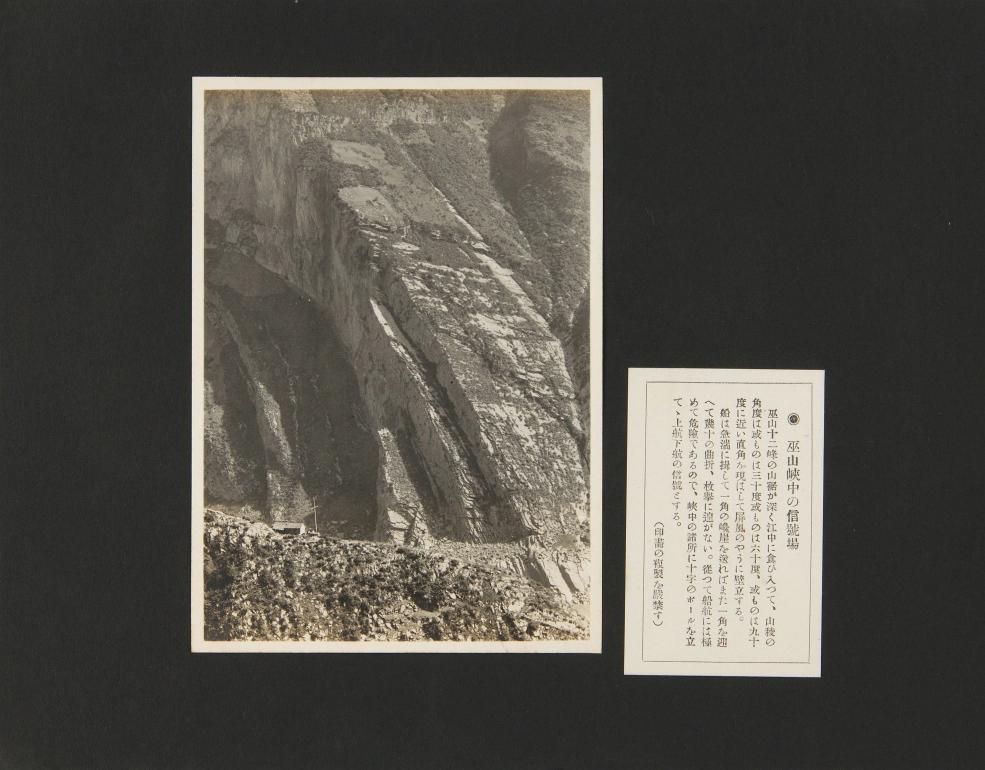 ◉ 巫山峽中の信號場
巫山十二峰の山裾が深く江中に食ひ入つて、山稜の
角度は或ものは三十度或ものは六十度、或ものは九十
度に近い直角を現はして屏風のやうに壁立する。
船は急湍に揖して一角の巉崖を送ればまた一角を迎
へて幾十の曲折、枚擧に遑がない。從つて船航には極
めて危險であるので、峽中の諸所に十字のポールを立
てゝ上航下航の信號とする。
(印畵の複製を嚴禁す)